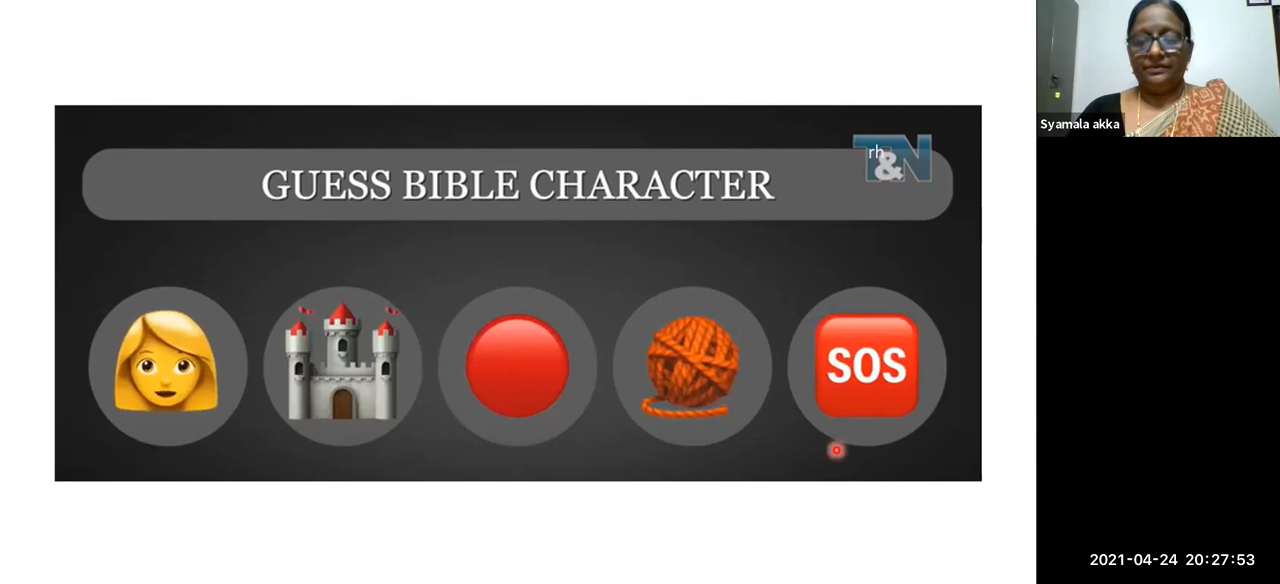 Syamala akka
rh
T&N
GUESS BIBLE CHARACTER
SOS
2021-04-24 20:27:53